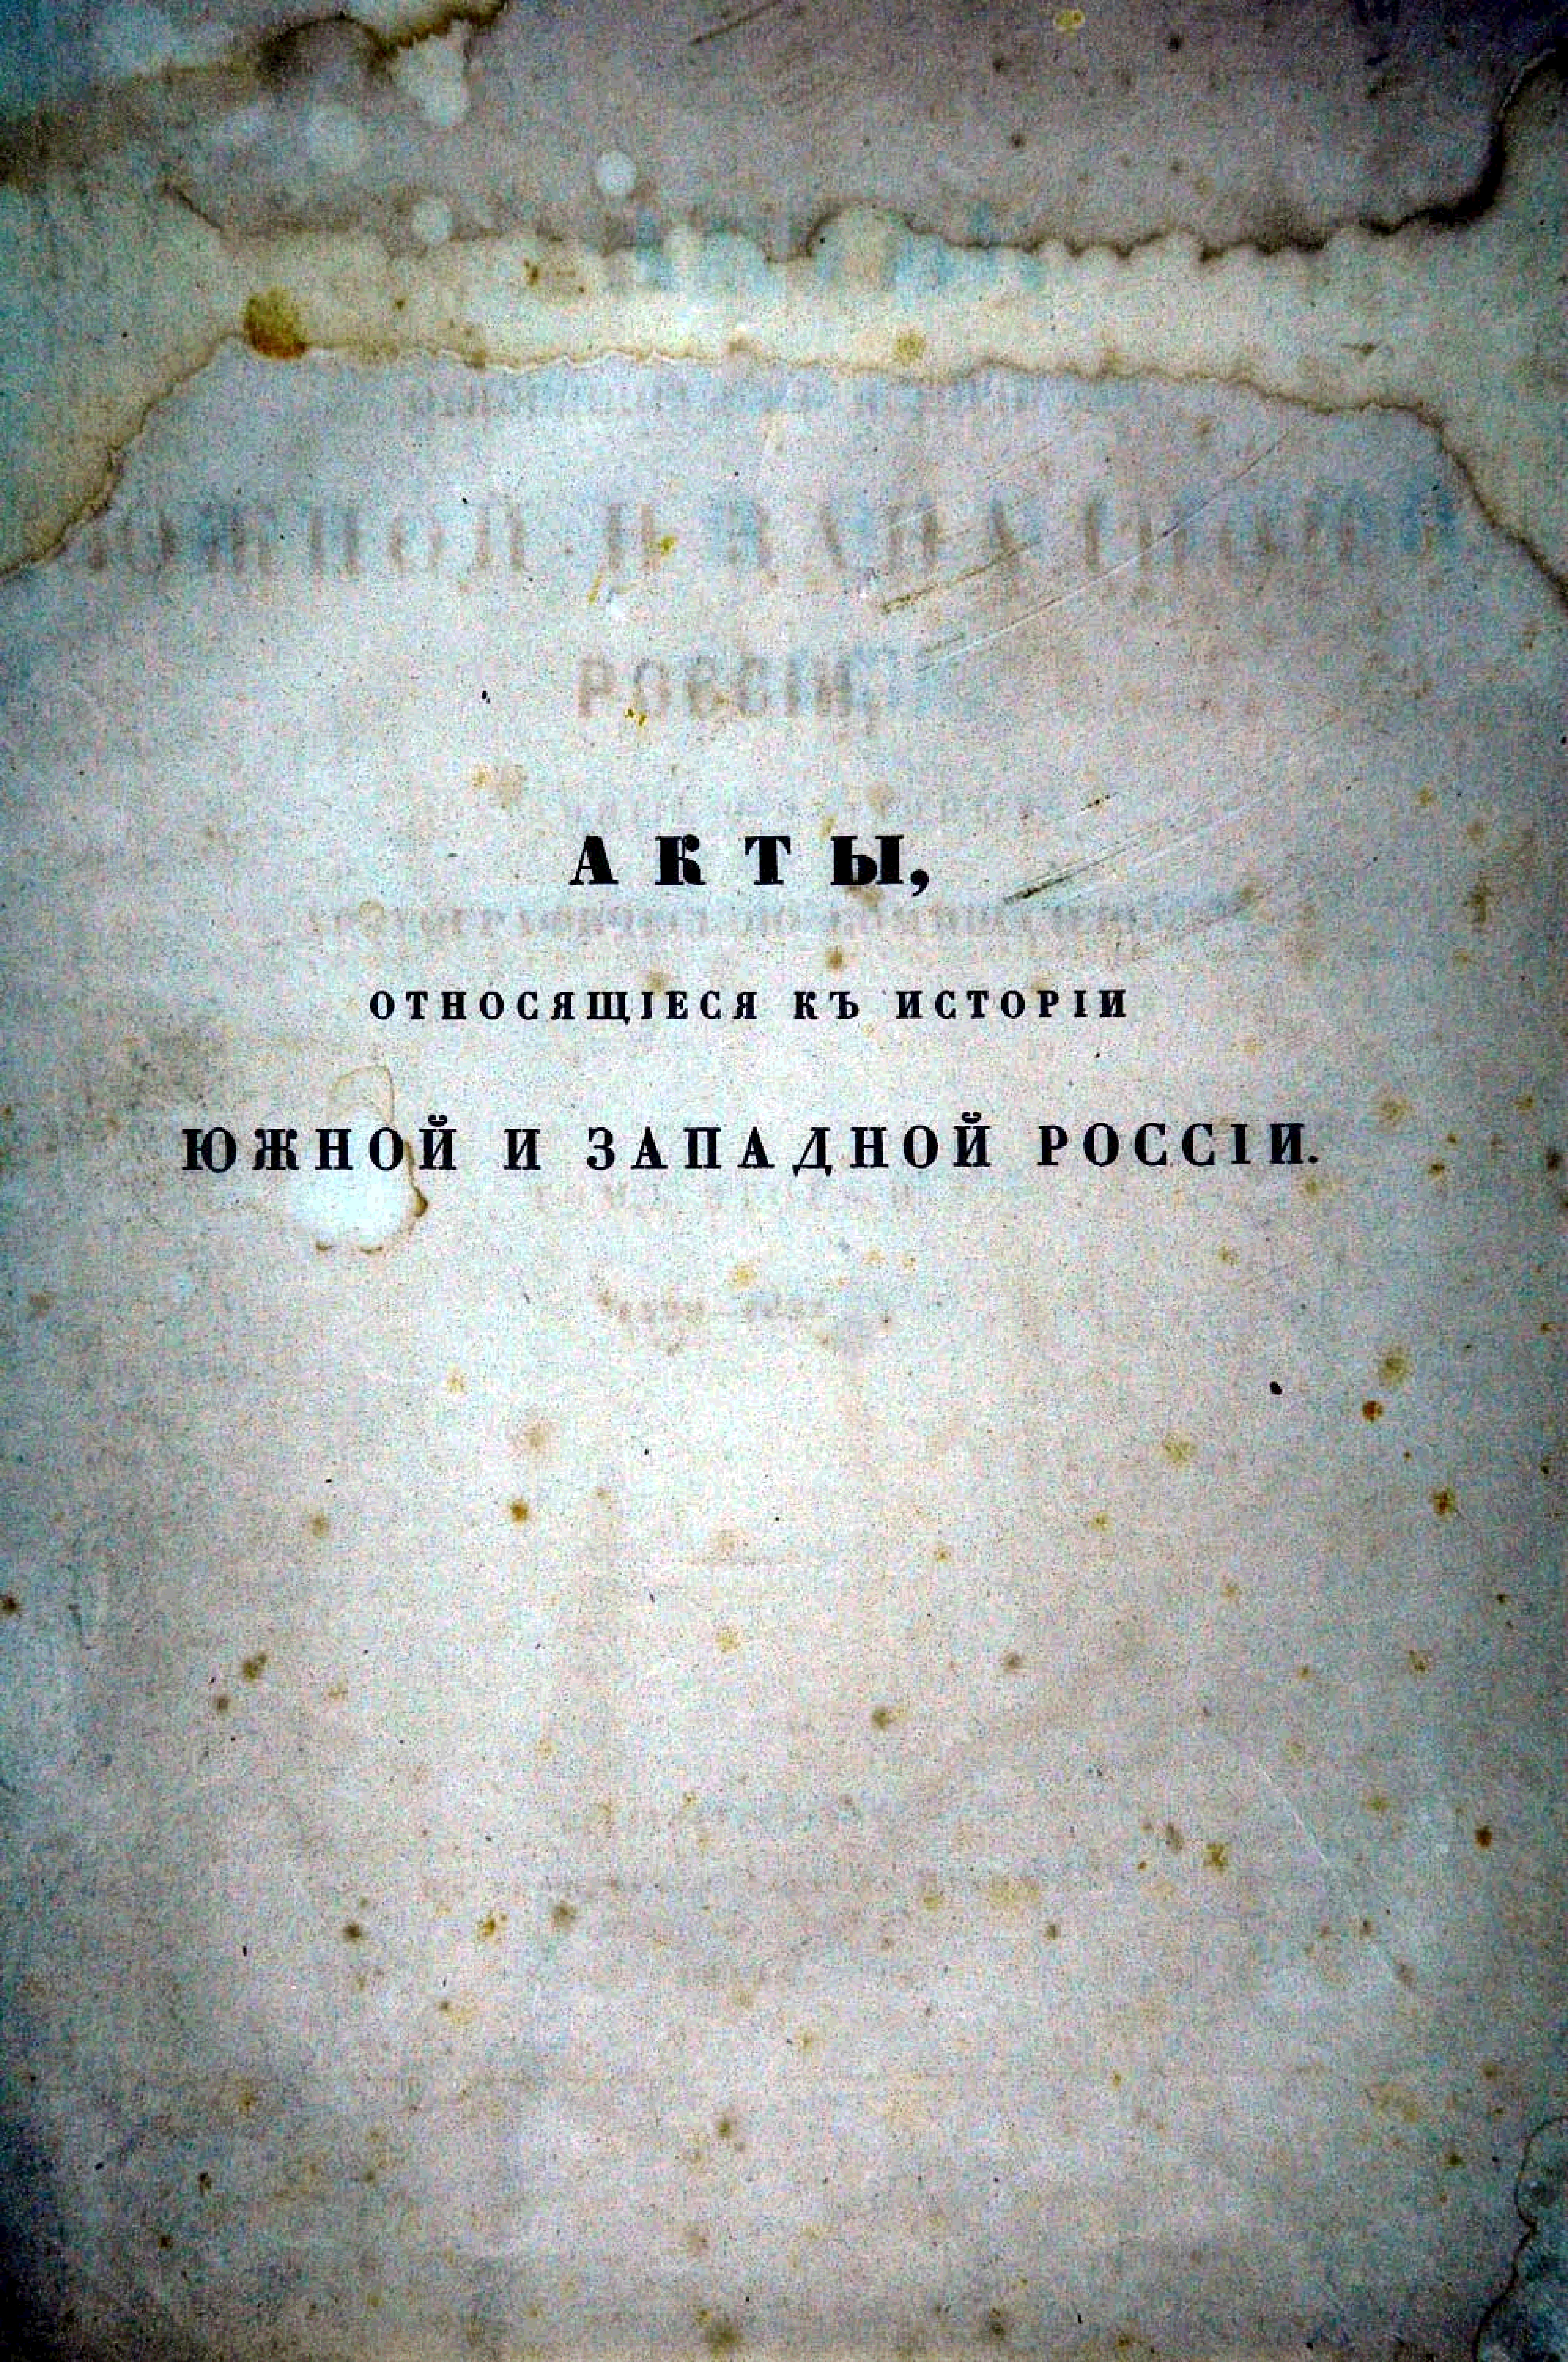 АКТЫ,
ОТНОСЯЩІЕСЯ КЪ ИСТОРІИ
ЮЖНОЙ И ЗАПАДНОЙ РОССІИ.